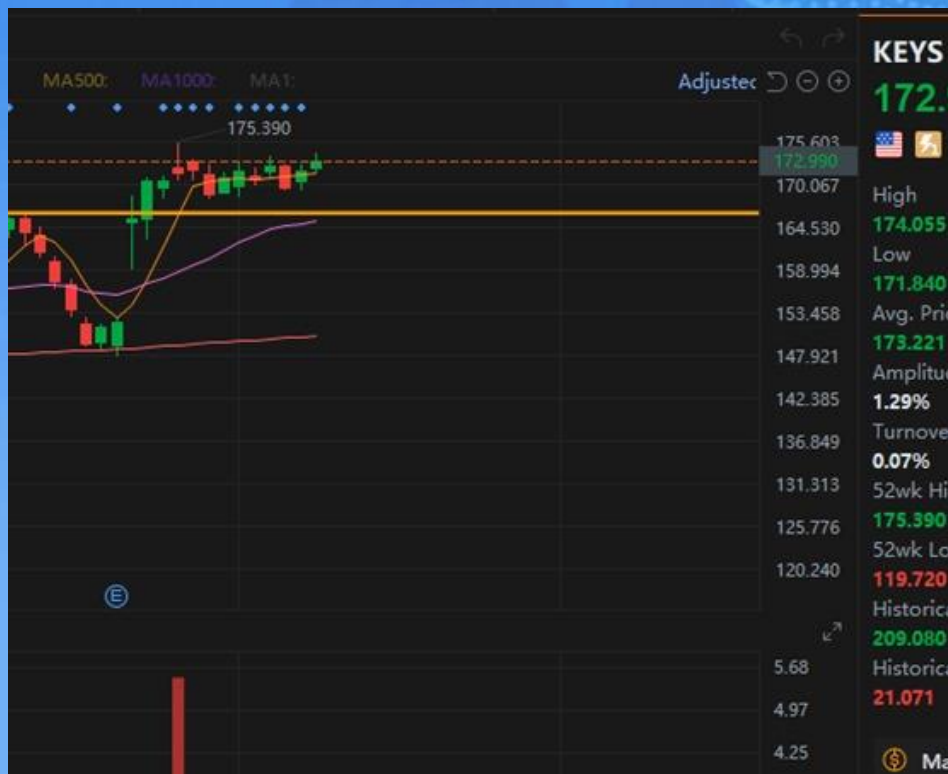 MA500: MA1000: MA1:
Adjusted
175.390
175.603
172.990
170.067
164.530
158.994
153.458
147.921
142.385
136.849
131.313
125.776
120.240
E
5.68
4.97
4.25
KEYS
172.
High
174.055
Low
171.840
Avg. Pri
173.221
Amplitu
1.29%
Turnove
0.07%
52wk Hi
175.390
52wk Lo
119.720
Historica
209.080
Historica
21.071
$ Ma